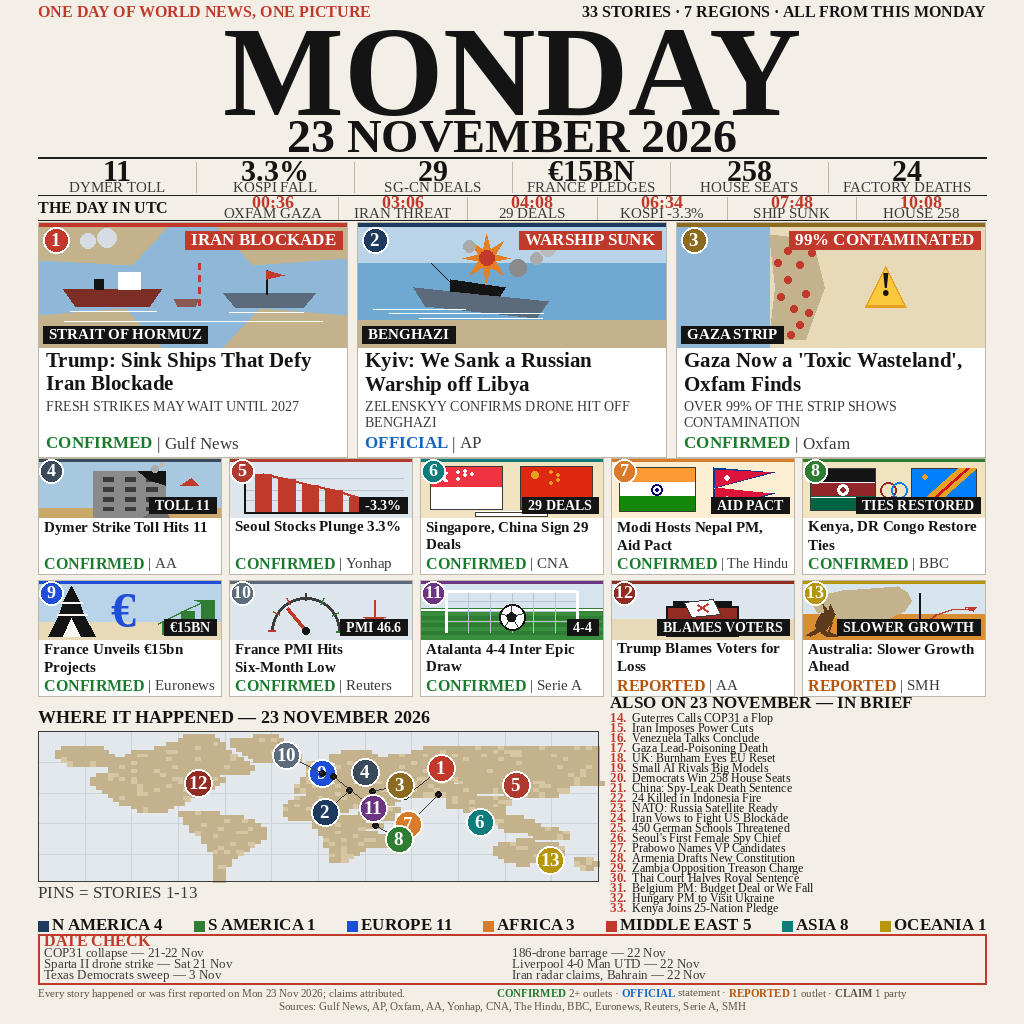 ONE DAY OF WORLD NEWS, ONE PICTURE
33 STORIES · 7 REGIONS · ALL FROM THIS MONDAY
MONDAY
23 NOVEMBER 2026
11
DYMER TOLL
3.3%
KOSPI FALL
29
SG-CN DEALS
€15BN
FRANCE PLEDGES
258
HOUSE SEATS
24
FACTORY DEATHS
THE DAY IN UTC
00:36
OXFAM GAZA
03:06
IRAN THREAT
04:08
29 DEALS
06:34
KOSPI -3.3%
07:48
SHIP SUNK
10:08
HOUSE 258
1
IRAN BLOCKADE
STRAIT OF HORMUZ
Trump: Sink Ships That Defy
Iran Blockade
FRESH STRIKES MAY WAIT UNTIL 2027
CONFIRMED | Gulf News
2
WARSHIP SUNK
BENGHAZI
Kyiv: We Sank a Russian
Warship off Libya
ZELENSKYY CONFIRMS DRONE HIT OFF
BENGHAZI
OFFICIAL | AP
3
99% CONTAMINATED
!
GAZA STRIP
Gaza Now a 'Toxic Wasteland',
Oxfam Finds
OVER 99% OF THE STRIP SHOWS
CONTAMINATION
CONFIRMED | Oxfam
4
TOLL 11
Dymer Strike Toll Hits 11
CONFIRMED | AA
5
-3.3%
Seoul Stocks Plunge 3.3%
CONFIRMED | Yonhap
6
29 DEALS
Singapore, China Sign 29
Deals
CONFIRMED | CNA
7
AID PACT
Modi Hosts Nepal PM,
Aid Pact
CONFIRMED | The Hindu
8
TIES RESTORED
Kenya, DR Congo Restore
Ties
CONFIRMED | BBC
9
€
€15BN
France Unveils €15bn
Projects
CONFIRMED | Euronews
10
PMI 46.6
France PMI Hits
Six-Month Low
CONFIRMED | Reuters
11
4-4
Atalanta 4-4 Inter Epic
Draw
CONFIRMED | Serie A
12
BLAMES VOTERS
Trump Blames Voters for
Loss
REPORTED | AA
13
SLOWER GROWTH
Australia: Slower Growth
Ahead
REPORTED | SMH
WHERE IT HAPPENED — 23 NOVEMBER 2026
10
9
4
3
1
12
5
2
11
7
6
8
13
PINS = STORIES 1-13
ALSO ON 23 NOVEMBER — IN BRIEF
14. Guterres Calls COP31 a Flop
15. Iran Imposes Power Cuts
16. Venezuela Talks Conclude
17. Gaza Lead-Poisoning Death
18. UK: Burnham Eyes EU Reset
19. Small AI Rivals Big Models
20. Democrats Win 258 House Seats
21. China: Spy-Leak Death Sentence
22. 24 Killed in Indonesia Fire
23. NATO: Russia Satellite Ready
24. Iran Vows to Fight US Blockade
25. 450 German Schools Threatened
26. Seoul's First Female Spy Chief
27. Prabowo Names VP Candidates
28. Armenia Drafts New Constitution
29. Zambia Opposition Treason Charge
30. Thai Court Halves Royal Sentence
31. Belgium PM: Budget Deal or We Fall
32. Hungary PM to Visit Ukraine
33. Kenya Joins 25-Nation Pledge
N AMERICA 4
S AMERICA 1
EUROPE 11
AFRICA 3
MIDDLE EAST 5
ASIA 8
OCEANIA 1
DATE CHECK
COP31 collapse — 21-22 Nov
Sparta II drone strike — Sat 21 Nov
Texas Democrats sweep — 3 Nov
186-drone barrage — 22 Nov
Liverpool 4-0 Man UTD — 22 Nov
Iran radar claims, Bahrain — 22 Nov
Every story happened or was first reported on Mon 23 Nov 2026; claims attributed.
CONFIRMED 2+ outlets · OFFICIAL statement · REPORTED 1 outlet · CLAIM 1 party
Sources: Gulf News, AP, Oxfam, AA, Yonhap, CNA, The Hindu, BBC, Euronews, Reuters, Serie A, SMH